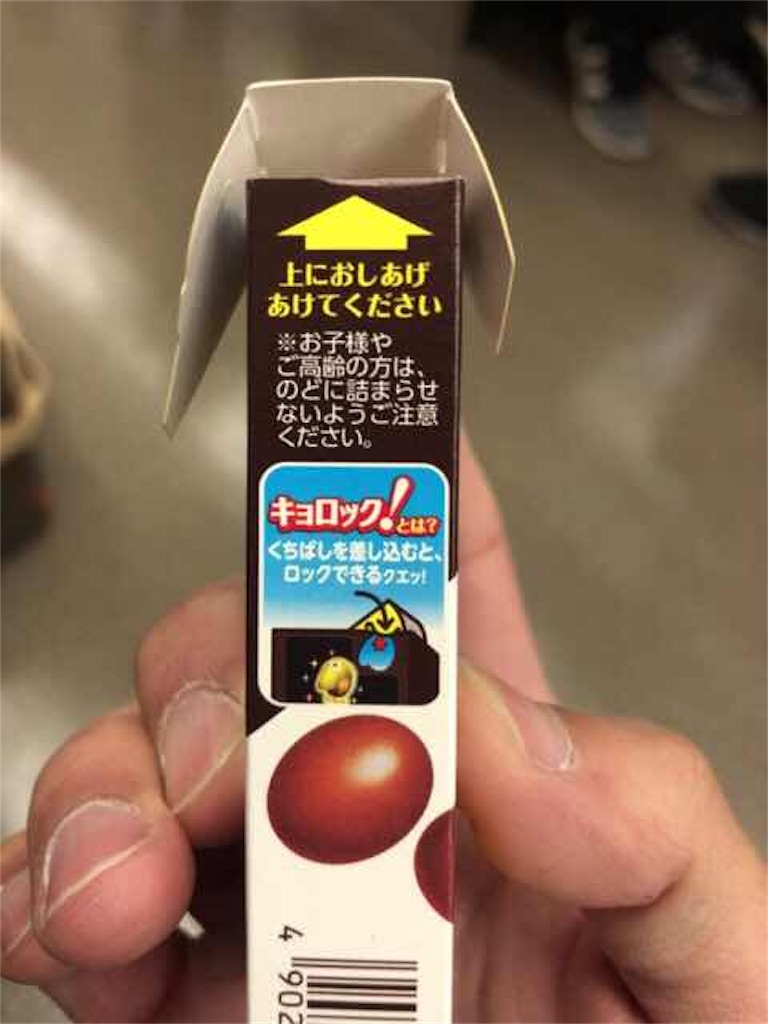 上におしあげ
あけてください
※お子様や
ご高齢の方は、
のどに詰まらせ
ないようご注意
ください。
キョロック!とは?
くちばしを差し込むと、
ロックできるクエッ!
4 902